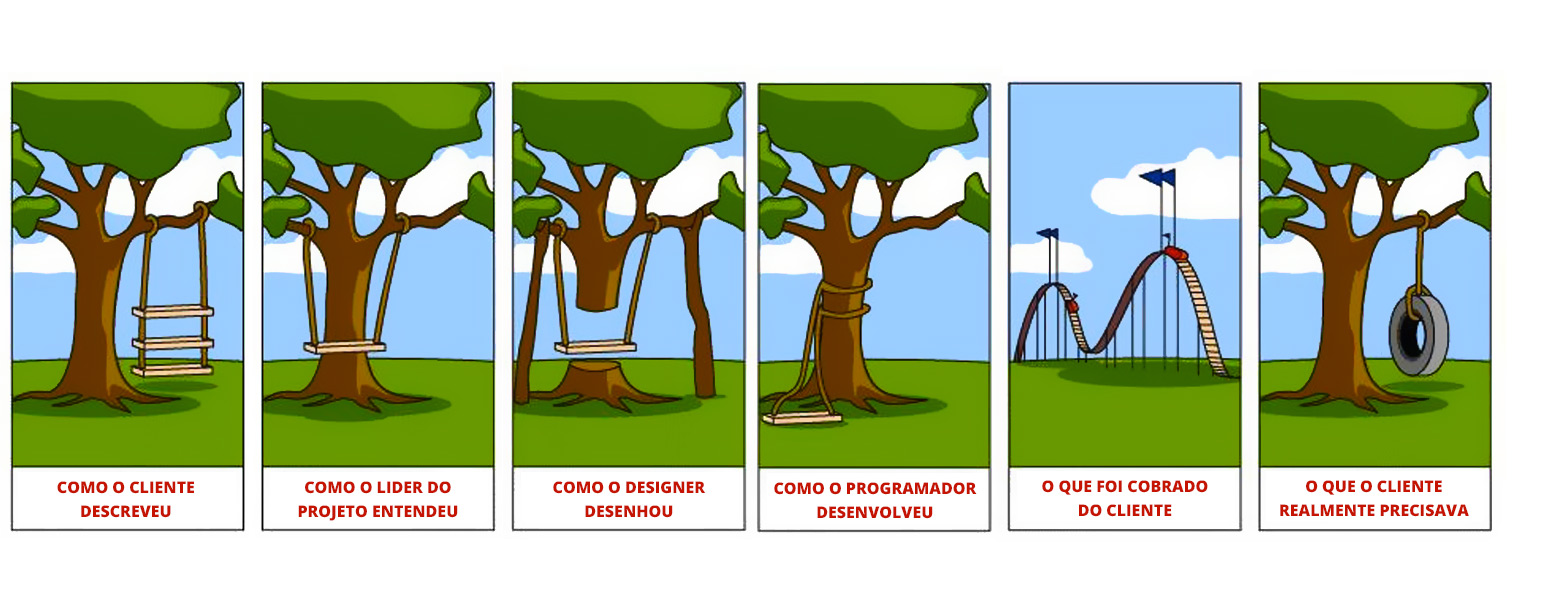 COMO O CLIENTE
DESCREVEU
COMO O LIDER DO
PROJETO ENTENDEU
COMO O DESIGNER
DESENHOU
COMO O PROGRAMADOR
DESENVOLVEU
O QUE FOI COBRADO
DO CLIENTE
O QUE O CLIENTE
REALMENTE PRECISAVA